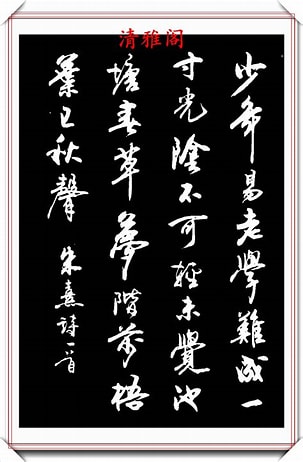 清雅阁
少年易老學難成一
寸光陰不可輕未覺池
塘春草夢階前梧
葉已秋聲 朱熹詩一首